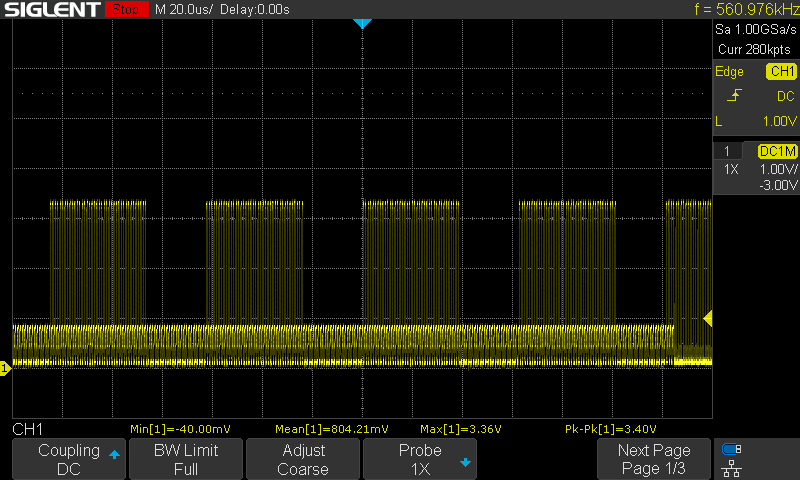 SIGLENT Stop M 20.0us/ Delay:0.00s f = 560.976kHz
Sa 1.00GSa/s
Curr 280kpts
Edge CH1
DC
L 1.00V
1 DC1M
1X 1.00V/
-3.00V
1
CH1 Min[1]=-40.00mV Mean[1]=804.21mV Max[1]=3.36V Pk-Pk[1]=3.40V
Coupling BW Limit Adjust Probe Next Page
DC Full Coarse 1X Page 1/3